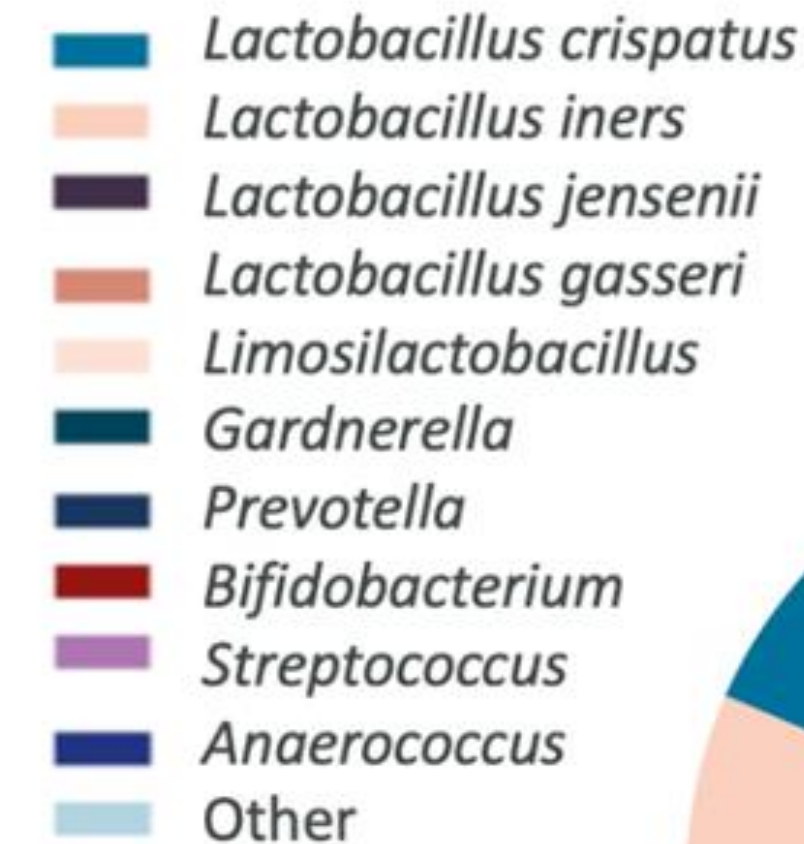 Lactobacillus crispatus
Lactobacillus iners
Lactobacillus jensenii
Lactobacillus gasseri
Limosilactobacillus
Gardnerella
Prevotella
Bifidobacterium
Streptococcus
Anaerococcus
Other